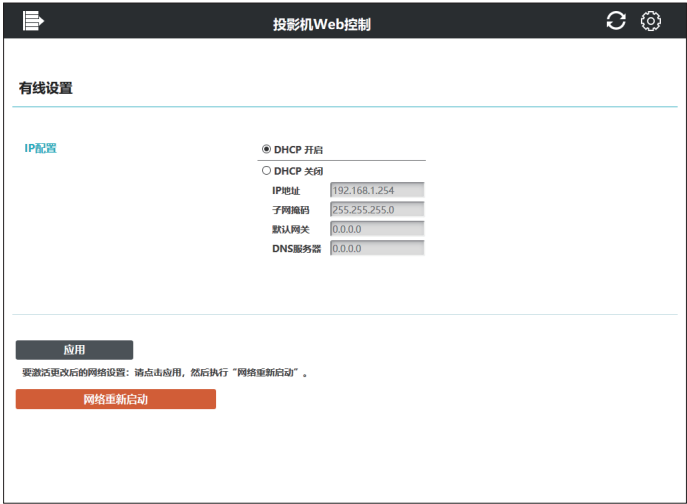 投影机Web控制
有线设置
IP配置
DHCP 开启
DHCP 关闭
IP地址 192.168.1.254
子网掩码 255.255.255.0
默认网关 0.0.0.0
DNS服务器 0.0.0.0
应用
要激活更改后的网络设置：请点击应用，然后执行“网络重新启动”。
网络重新启动